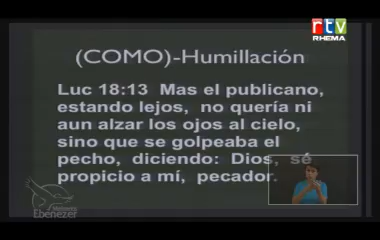 rtv
RHEMA
(COMO)-Humillación
Luc 18:13 Mas el publicano,
estando lejos, no quería ni
aun alzar los ojos al cielo,
sino que se golpeaba el
pecho, diciendo: Dios, sé
propicio a mí, pecador.
Ministerio
Ebenezer